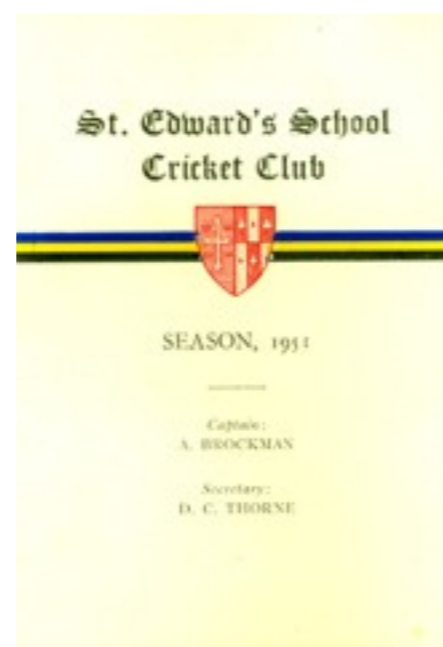 St. Edward's School
Cricket Club
SEASON, 1951
Captain:
A. BROCKMAN
Secretary:
D. C. THORNE